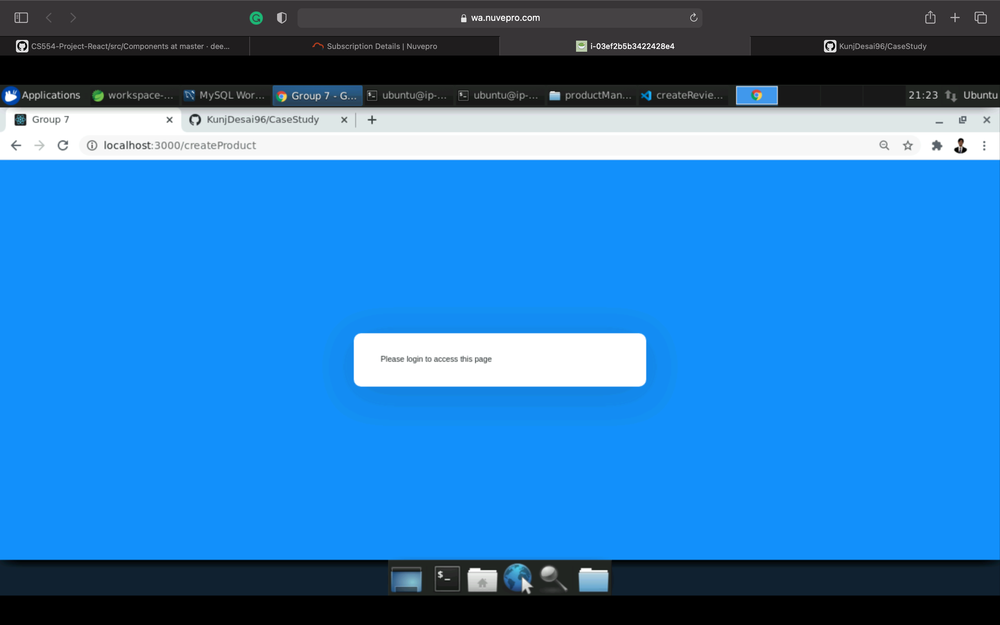 wa.nuvepro.com
CS554-Project-React/src/Components at master · dee...
Subscription Details | Nuvepro
i-03ef2b5b3422428e4
KunjDesai96/CaseStudy
Applications
workspace-...
MySQL Wor...
Group 7 - G...
ubuntu@ip-...
ubuntu@ip-...
productMan...
createRevie...
21:23
Ubuntu
Group 7
KunjDesai96/CaseStudy
localhost:3000/createProduct
Please login to access this page
$_